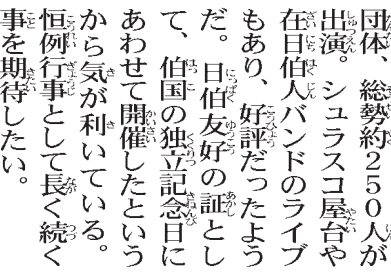 団体、総勢約250人が
出演。シュラスコ屋台や
在日伯人バンドのライブ
もあり、好評だったよう
だ。日伯友好の証とし
て、伯国の独立記念日に
あわせて開催したという
から気が利いている。
恒例行事として長く続く
事を期待したい。